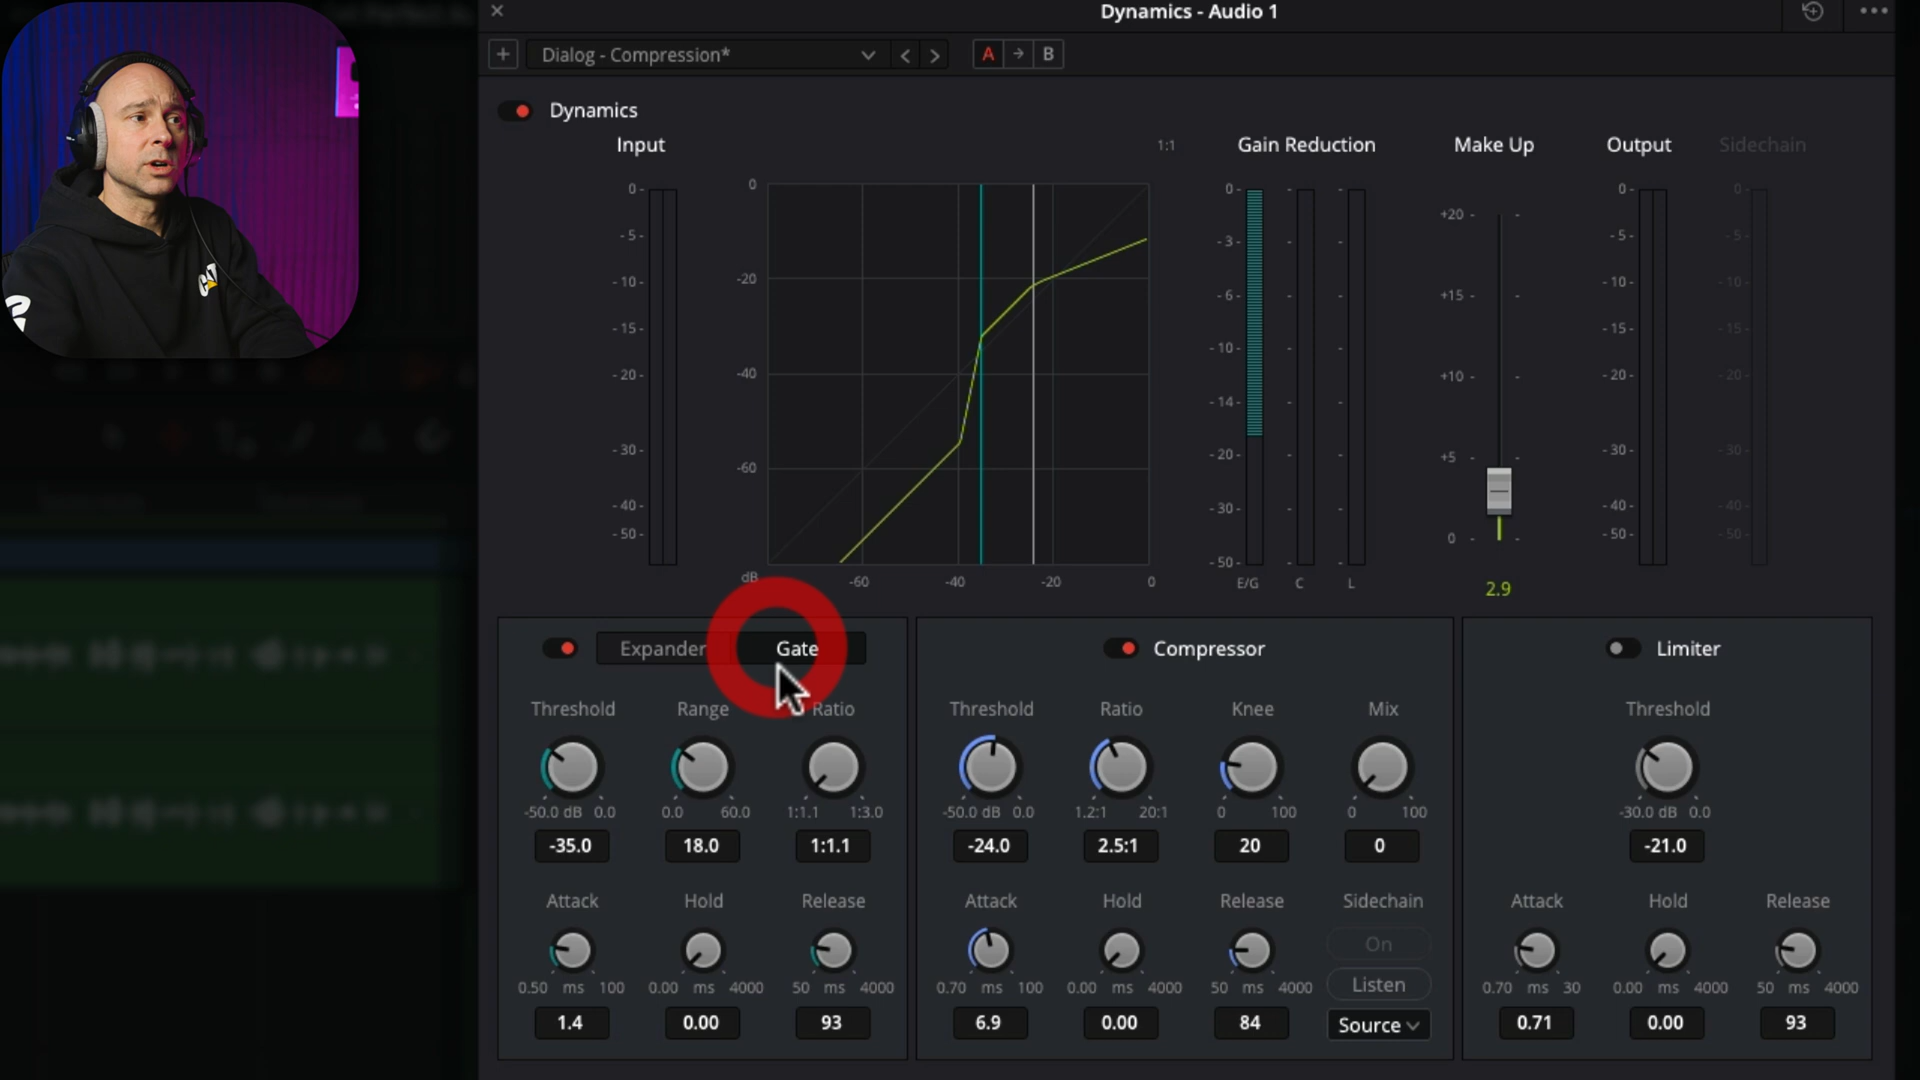 Dynamics - Audio 1
Dialog - Compression* A B
Dynamics
Input 1:1 Gain Reduction Make Up Output Sidechain
0 -5 -10 -15 -20 -30 -40 -50
0 -20 -40 -60 dB -60 -40 -20 0
0 -3 -6 -10 -14 -20 -30 -50
E/G C L
+20 +15 +10 +5 0
2.9
0 -5 -10 -15 -20 -30 -40 -50
0 -5 -10 -15 -20 -30 -40 -50
Expander Gate
Threshold Range Ratio
-50.0 dB 0.0 0.0 60.0 1:1.1 1:3.0
-35.0 18.0 1:1.1
Attack Hold Release
0.50 ms 100 0.00 ms 4000 50 ms 4000
1.4 0.00 93
Compressor
Threshold Ratio Knee Mix
-50.0 dB 0.0 1.2:1 20:1 0 100 0 100
-24.0 2.5:1 20 0
Attack Hold Release Sidechain
On
0.70 ms 100 0.00 ms 4000 50 ms 4000 Listen
6.9 0.00 84 Source
Limiter
Threshold
-30.0 dB 0.0
-21.0
Attack Hold Release
0.70 ms 30 0.00 ms 4000 50 ms 4000
0.71 0.00 93